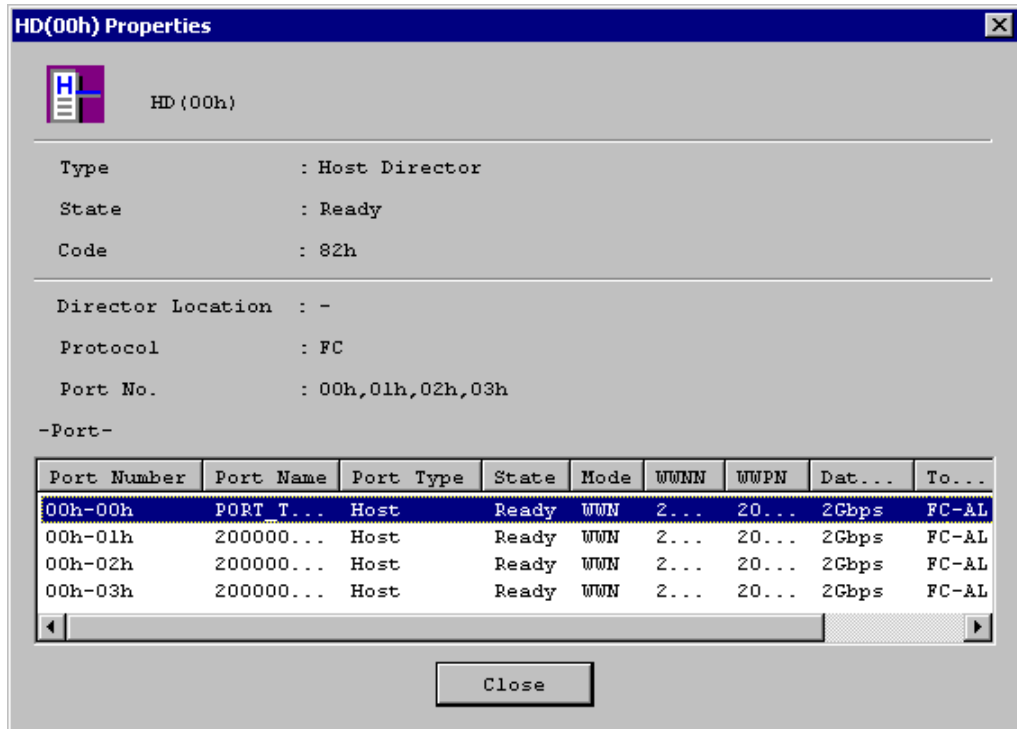 HD(00h) Properties
H
HD(00h)
Type : Host Director
State : Ready
Code : 82h
Director Location : -
Protocol : FC
Port No. : 00h,01h,02h,03h
-Port-
Port Number Port Name Port Type State Mode WWNN WWPN Dat... To...
00h-00h PORT_T... Host Ready WWN 2... 20... 2Gbps FC-AL
00h-01h 200000... Host Ready WWN 2... 20... 2Gbps FC-AL
00h-02h 200000... Host Ready WWN 2... 20... 2Gbps FC-AL
00h-03h 200000... Host Ready WWN 2... 20... 2Gbps FC-AL
Close